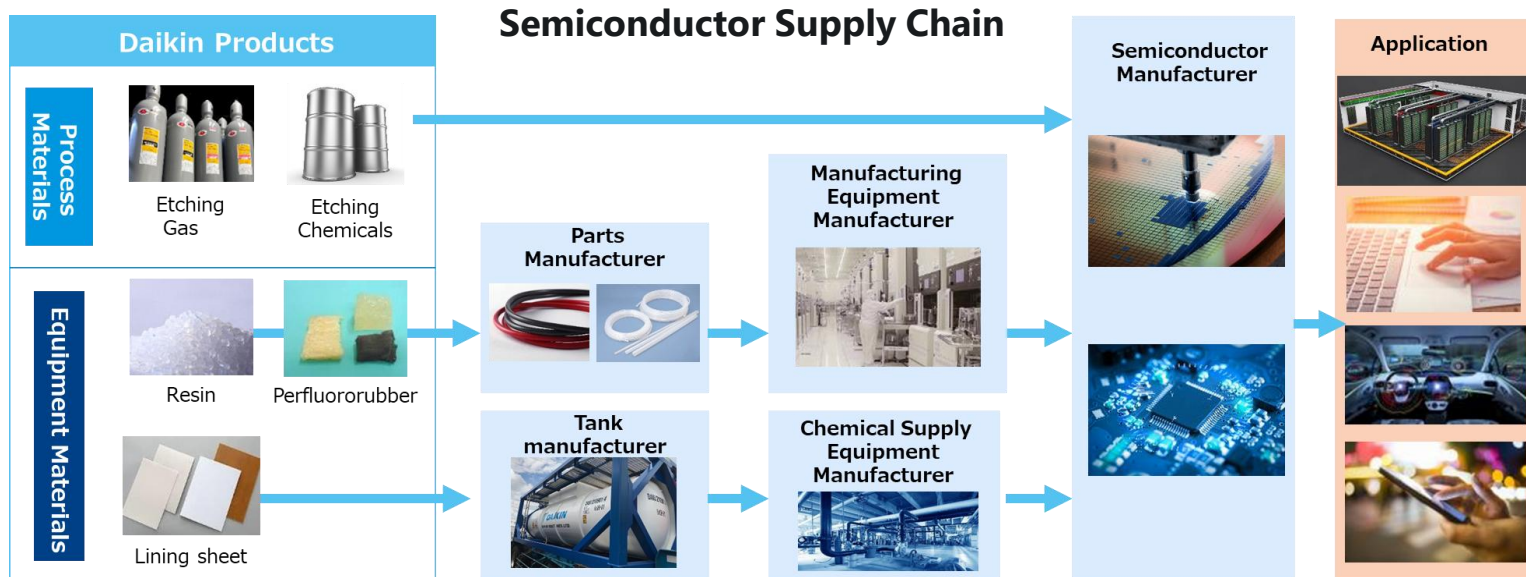 Semiconductor Supply Chain
Daikin Products
Process
Materials
Etching
Gas
Etching
Chemicals
Equipment Materials
Resin
Perfluororubber
Lining sheet
Parts
Manufacturer
Tank
manufacturer
DAIKIN
Manufacturing
Equipment
Manufacturer
Chemical Supply
Equipment
Manufacturer
Semiconductor
Manufacturer
Application